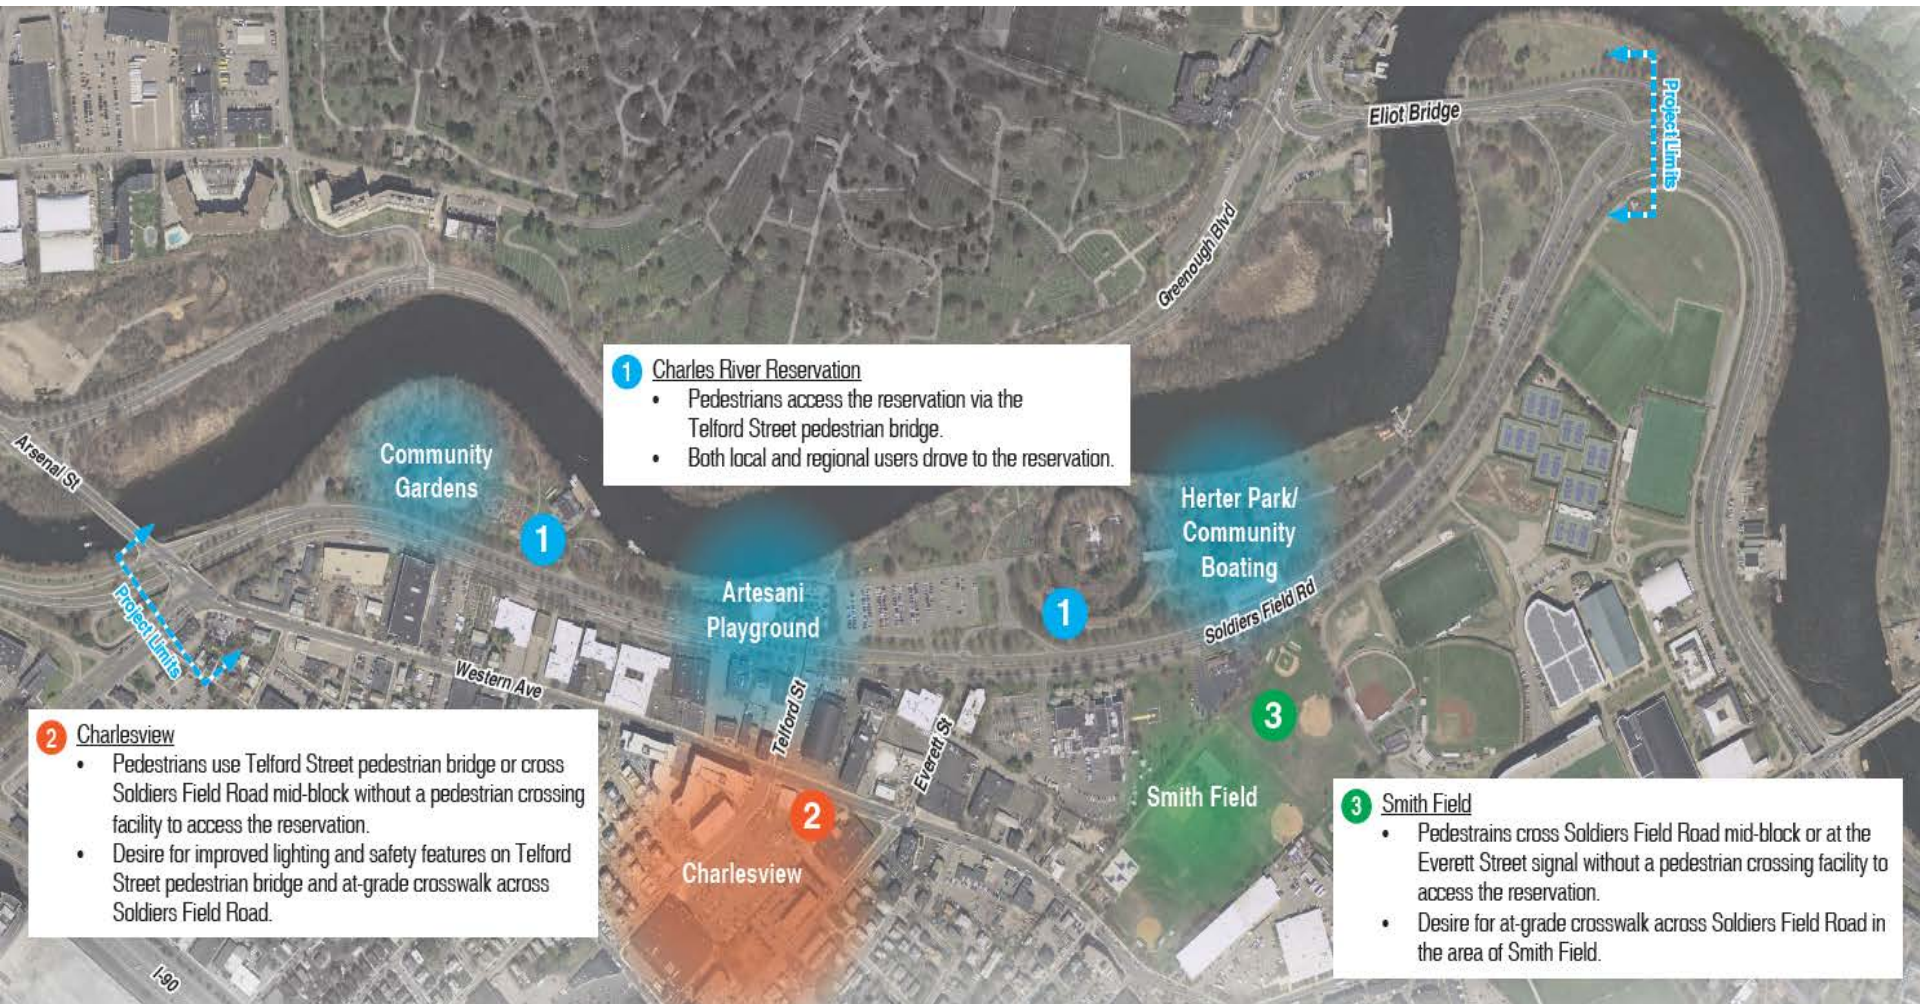 Eliot Bridge
Project Limits
Greenough Blvd
1 Charles River Reservation
• Pedestrians access the reservation via the
Telford Street pedestrian bridge.
• Both local and regional users drove to the reservation.
Arsenal St
Community
Gardens
1
Herter Park/
Community
Boating
Artesani
Playground
1
Soldiers Field Rd
Project Limits
Western Ave
Telford St
Everett St
3
Smith Field
2 Charlesview
• Pedestrians use Telford Street pedestrian bridge or cross
Soldiers Field Road mid-block without a pedestrian crossing
facility to access the reservation.
• Desire for improved lighting and safety features on Telford
Street pedestrian bridge and at-grade crosswalk across
Soldiers Field Road.
2
Charlesview
3 Smith Field
• Pedestrains cross Soldiers Field Road mid-block or at the
Everett Street signal without a pedestrian crossing facility to
access the reservation.
• Desire for at-grade crosswalk across Soldiers Field Road in
the area of Smith Field.
I-90